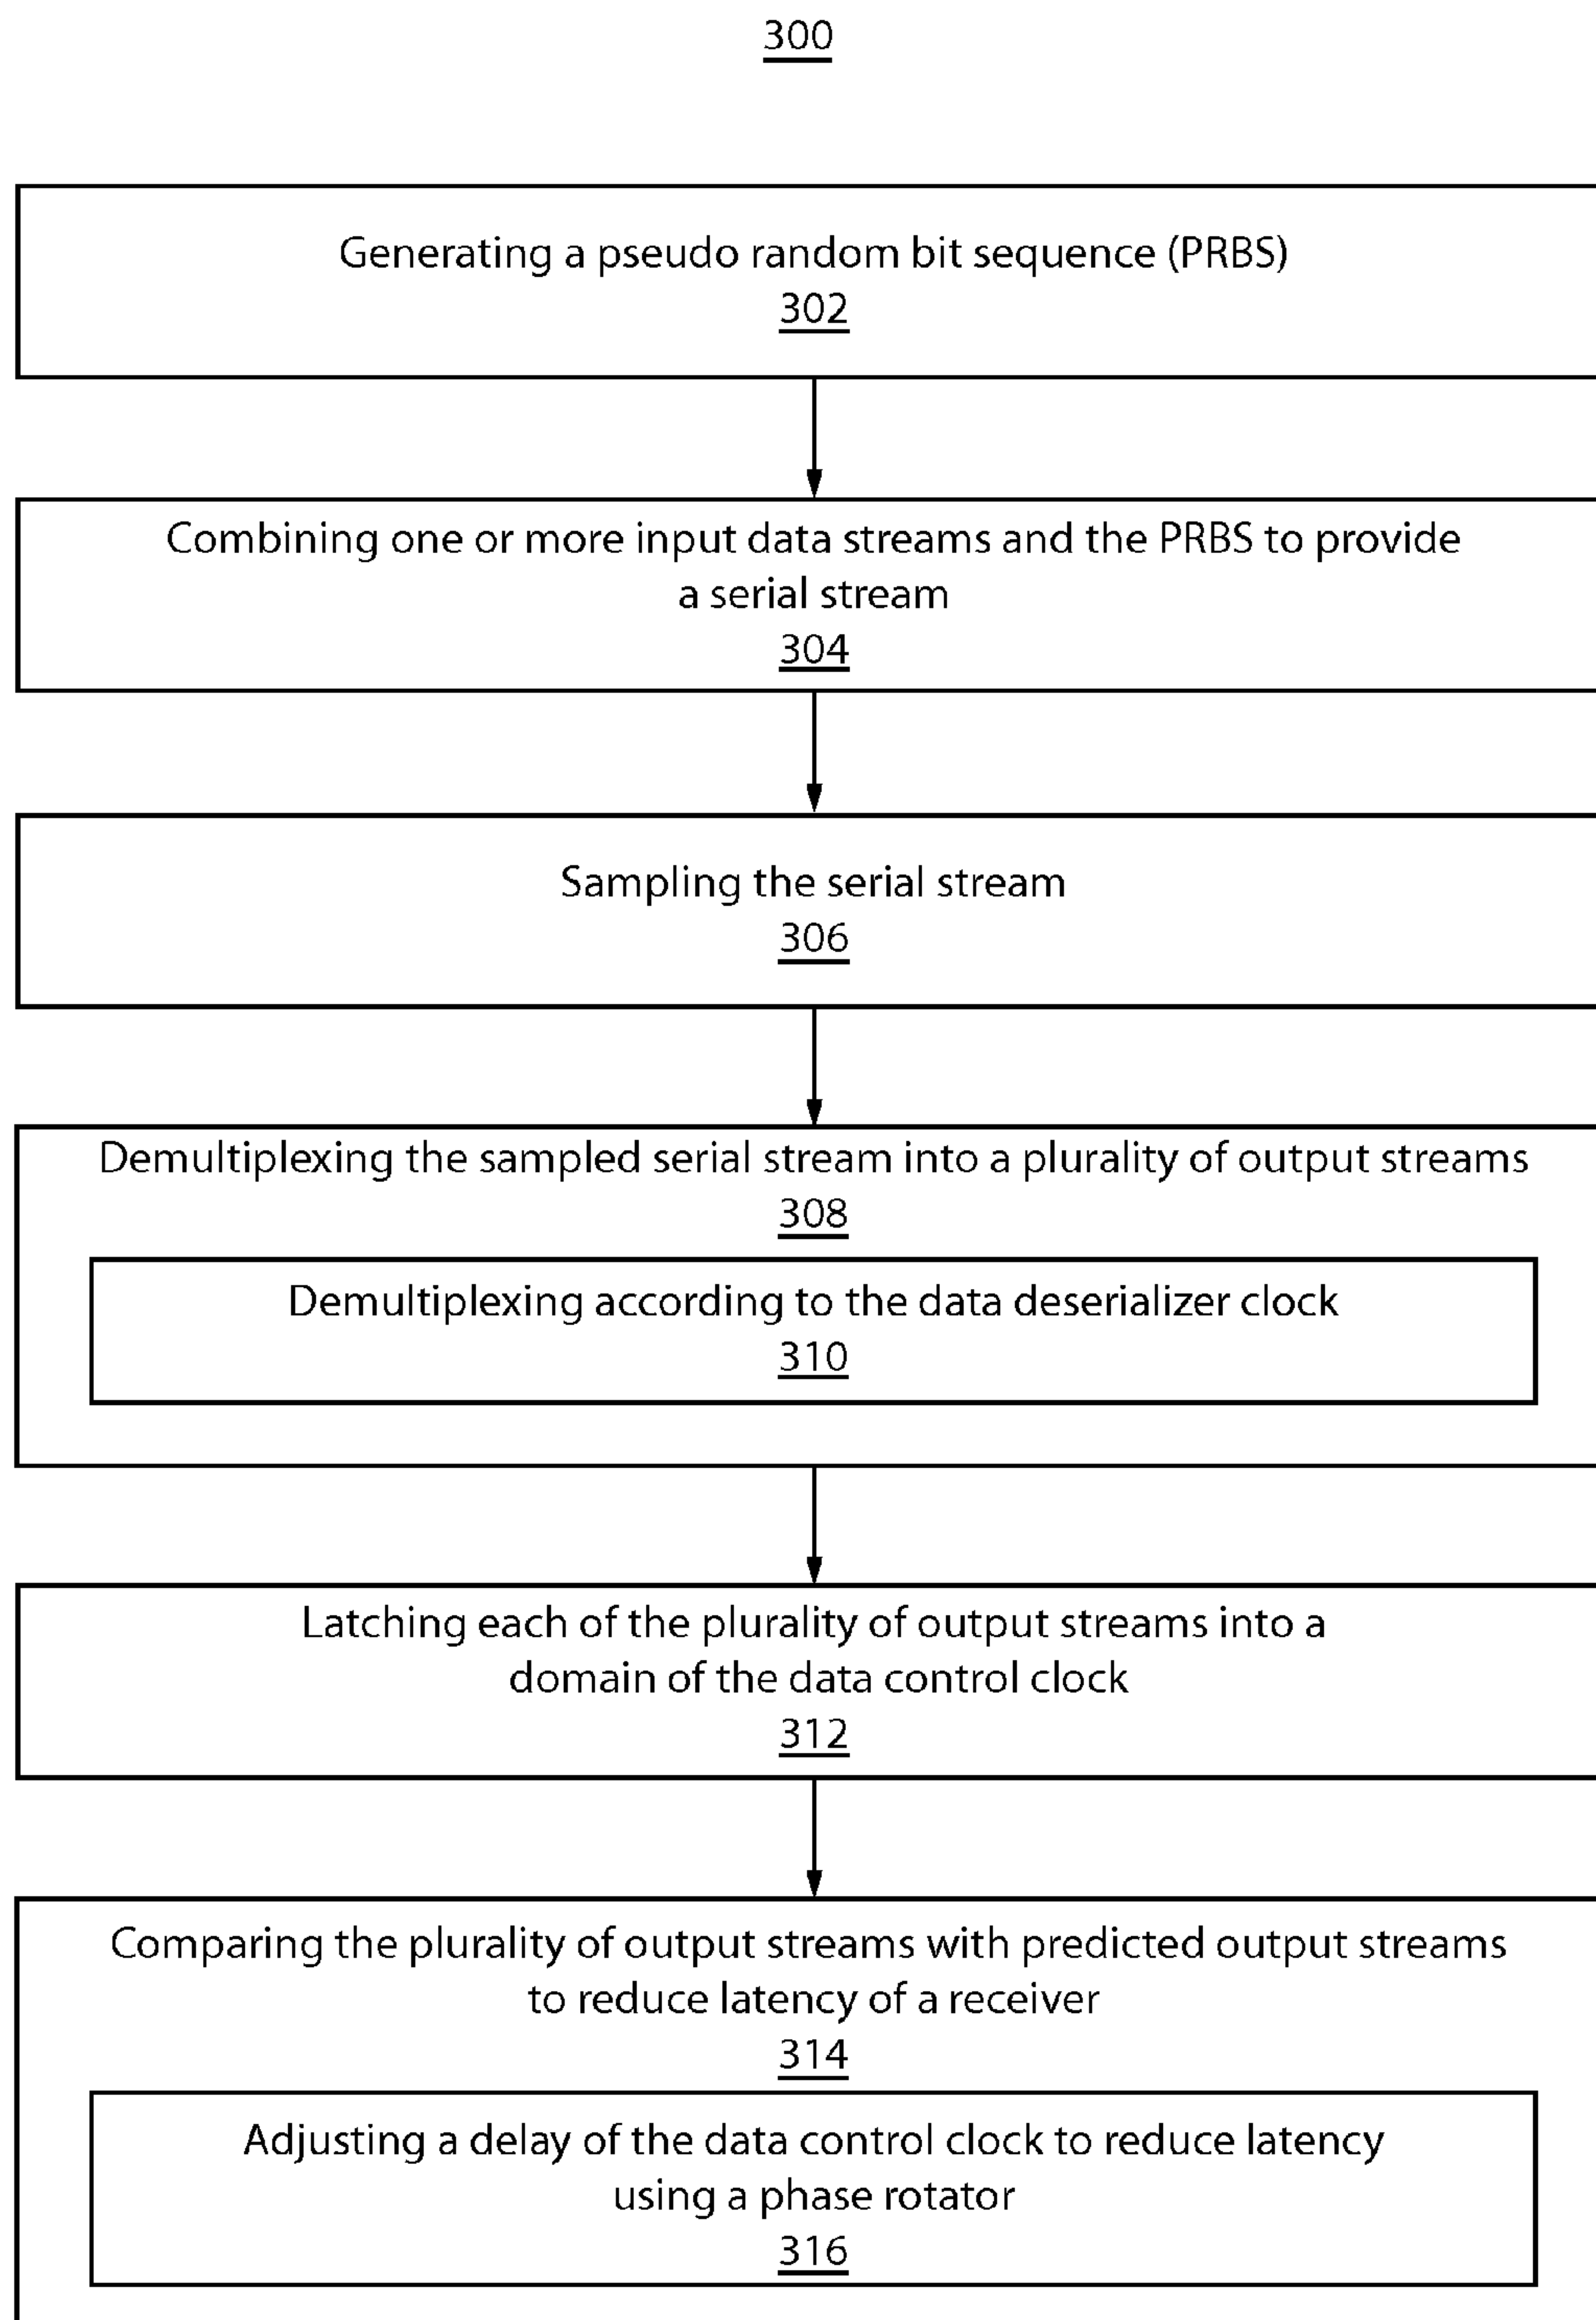 300
Generating a pseudo random bit sequence (PRBS)
302
Combining one or more input data streams and the PRBS to provide
a serial stream
304
Sampling the serial stream
306
Demultiplexing the sampled serial stream into a plurality of output streams
308
Demultiplexing according to the data deserializer clock
310
Latching each of the plurality of output streams into a
domain of the data control clock
312
Comparing the plurality of output streams with predicted output streams
to reduce latency of a receiver
314
Adjusting a delay of the data control clock to reduce latency
using a phase rotator
316